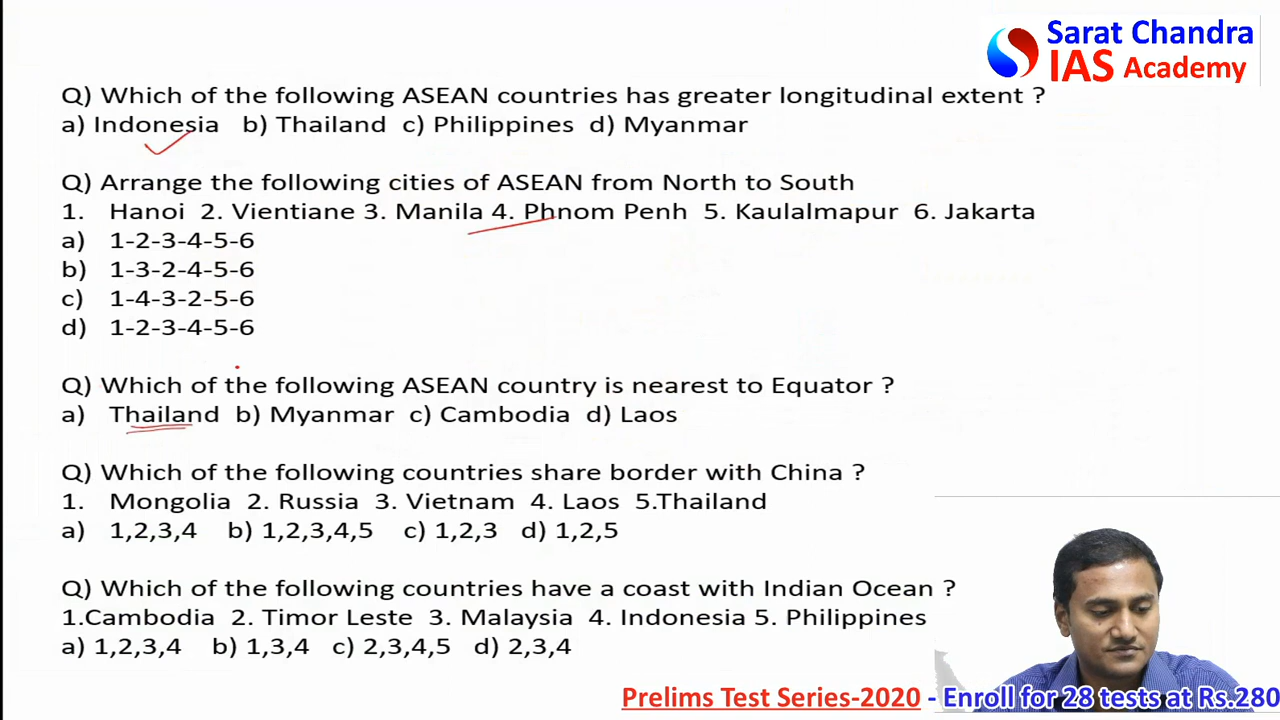 Sarat Chandra
IAS Academy
Q) Which of the following ASEAN countries has greater longitudinal extent ?
a) Indonesia b) Thailand c) Philippines d) Myanmar
Q) Arrange the following cities of ASEAN from North to South
1. Hanoi 2. Vientiane 3. Manila 4. Phnom Penh 5. Kaulalmapur 6. Jakarta
a) 1-2-3-4-5-6
b) 1-3-2-4-5-6
c) 1-4-3-2-5-6
d) 1-2-3-4-5-6
Q) Which of the following ASEAN country is nearest to Equator ?
a) Thailand b) Myanmar c) Cambodia d) Laos
Q) Which of the following countries share border with China ?
1. Mongolia 2. Russia 3. Vietnam 4. Laos 5.Thailand
a) 1,2,3,4 b) 1,2,3,4,5 c) 1,2,3 d) 1,2,5
Q) Which of the following countries have a coast with Indian Ocean ?
1.Cambodia 2. Timor Leste 3. Malaysia 4. Indonesia 5. Philippines
a) 1,2,3,4 b) 1,3,4 c) 2,3,4,5 d) 2,3,4
Prelims Test Series-2020 - Enroll for 28 tests at Rs.280